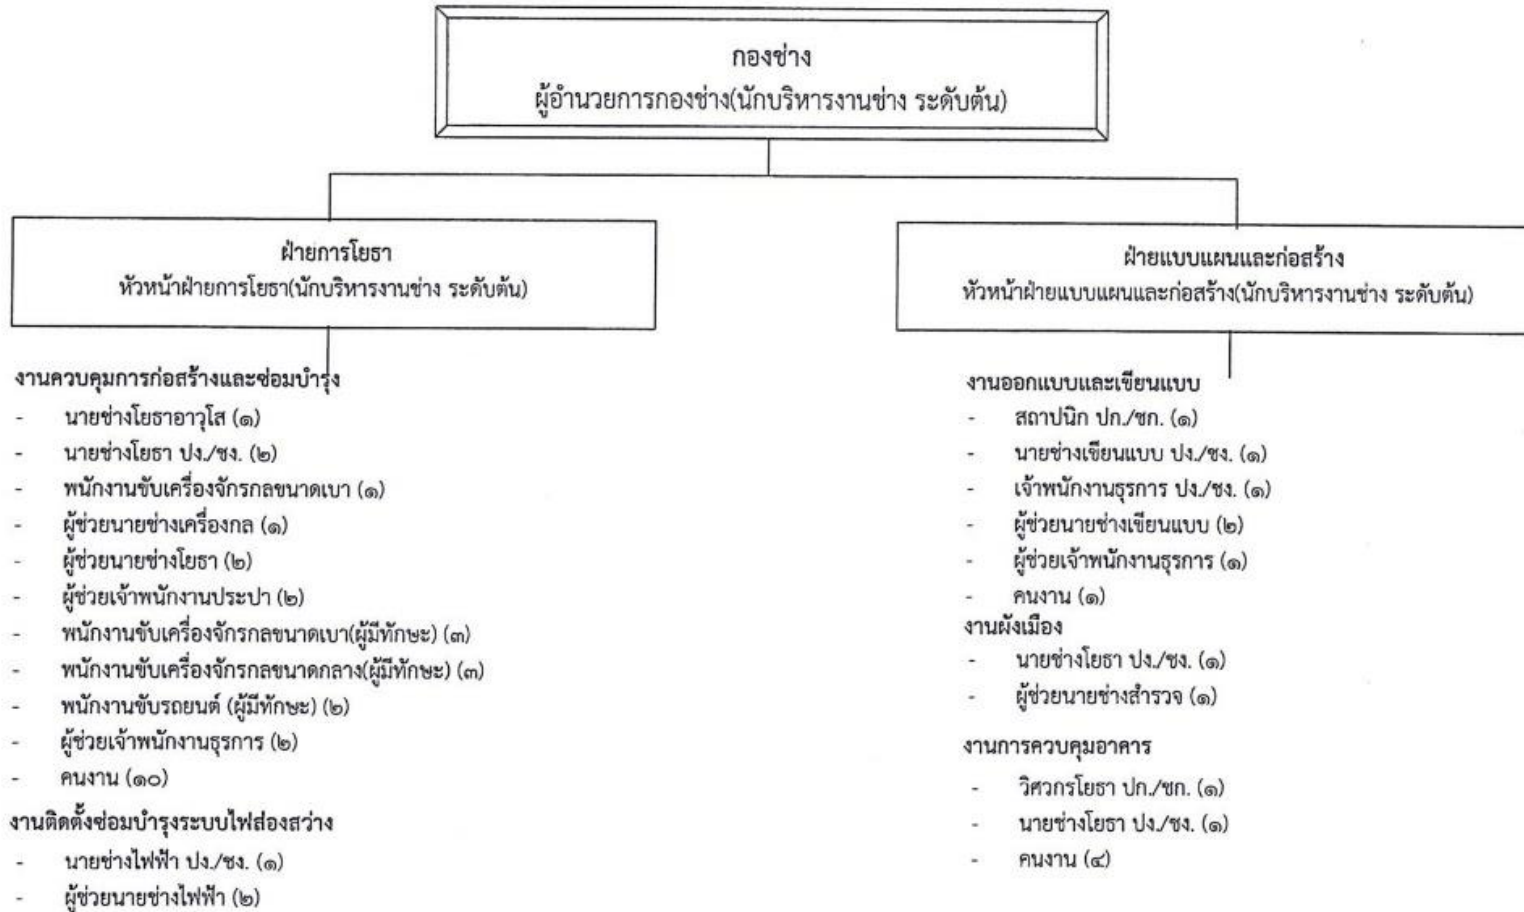 กองช่าง
ผู้อำนวยการกองช่าง(นักบริหารงานช่าง ระดับต้น)
ฝ่ายการโยธา
หัวหน้าฝ่ายการโยธา(นักบริหารงานช่าง ระดับต้น)
งานควบคุมการก่อสร้างและซ่อมบำรุง
- นายช่างโยธาอาวุโส (๑)
- นายช่างโยธา ปง./ชง. (๒)
- พนักงานขับเครื่องจักรกลขนาดเบา (๑)
- ผู้ช่วยนายช่างเครื่องกล (๑)
- ผู้ช่วยนายช่างโยธา (๒)
- ผู้ช่วยเจ้าพนักงานประปา (๒)
- พนักงานขับเครื่องจักรกลขนาดเบา(ผู้มีทักษะ) (๓)
- พนักงานขับเครื่องจักรกลขนาดกลาง(ผู้มีทักษะ) (๓)
- พนักงานขับรถยนต์ (ผู้มีทักษะ) (๒)
- ผู้ช่วยเจ้าพนักงานธุรการ (๒)
- คนงาน (๑๐)
งานติดตั้งซ่อมบำรุงระบบไฟส่องสว่าง
- นายช่างไฟฟ้า ปง./ชง. (๑)
- ผู้ช่วยนายช่างไฟฟ้า (๒)
ฝ่ายแบบแผนและก่อสร้าง
หัวหน้าฝ่ายแบบแผนและก่อสร้าง(นักบริหารงานช่าง ระดับต้น)
งานออกแบบและเขียนแบบ
- สถาปนิก ปก./ชก. (๑)
- นายช่างเขียนแบบ ปง./ชง. (๑)
- เจ้าพนักงานธุรการ ปง./ชง. (๑)
- ผู้ช่วยนายช่างเขียนแบบ (๒)
- ผู้ช่วยเจ้าพนักงานธุรการ (๑)
- คนงาน (๑)
งานผังเมือง
- นายช่างโยธา ปง./ชง. (๑)
- ผู้ช่วยนายช่างสำรวจ (๑)
งานการควบคุมอาคาร
- วิศวกรโยธา ปก./ชก. (๑)
- นายช่างโยธา ปง./ชง. (๑)
- คนงาน (๔)